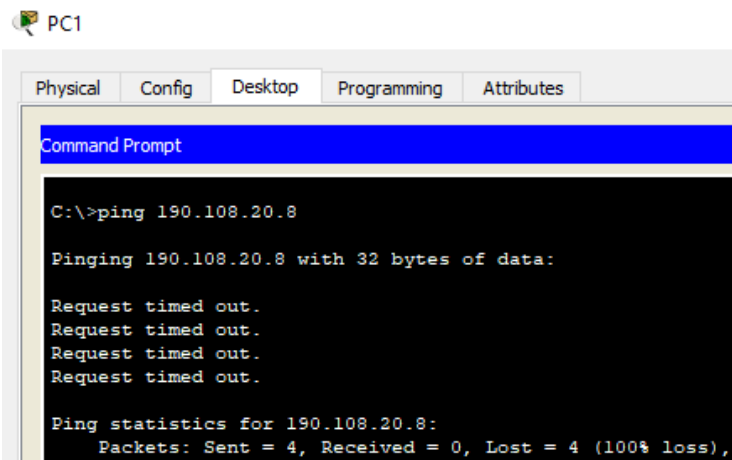 PC1
Physical Config Desktop Programming Attributes
Command Prompt
C:\>ping 190.108.20.8
Pinging 190.108.20.8 with 32 bytes of data:
Request timed out.
Request timed out.
Request timed out.
Request timed out.
Ping statistics for 190.108.20.8:
Packets: Sent = 4, Received = 0, Lost = 4 (100% loss),